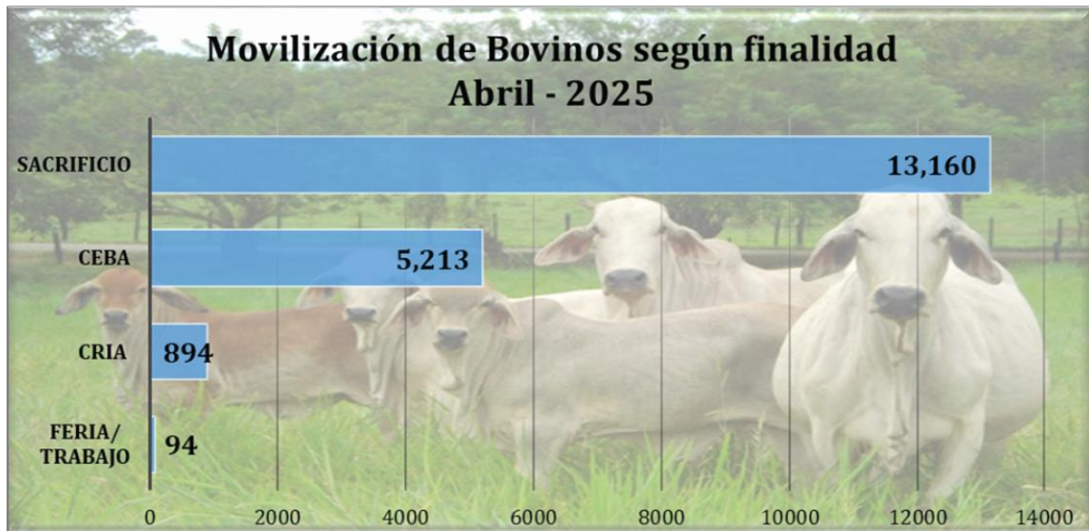 Movilización de Bovinos según finalidad
Abril - 2025
SACRIFICIO
13,160
CEBA
5,213
CRIA
894
FERIA/
TRABAJO
94
0 2000 4000 6000 8000 10000 12000 14000